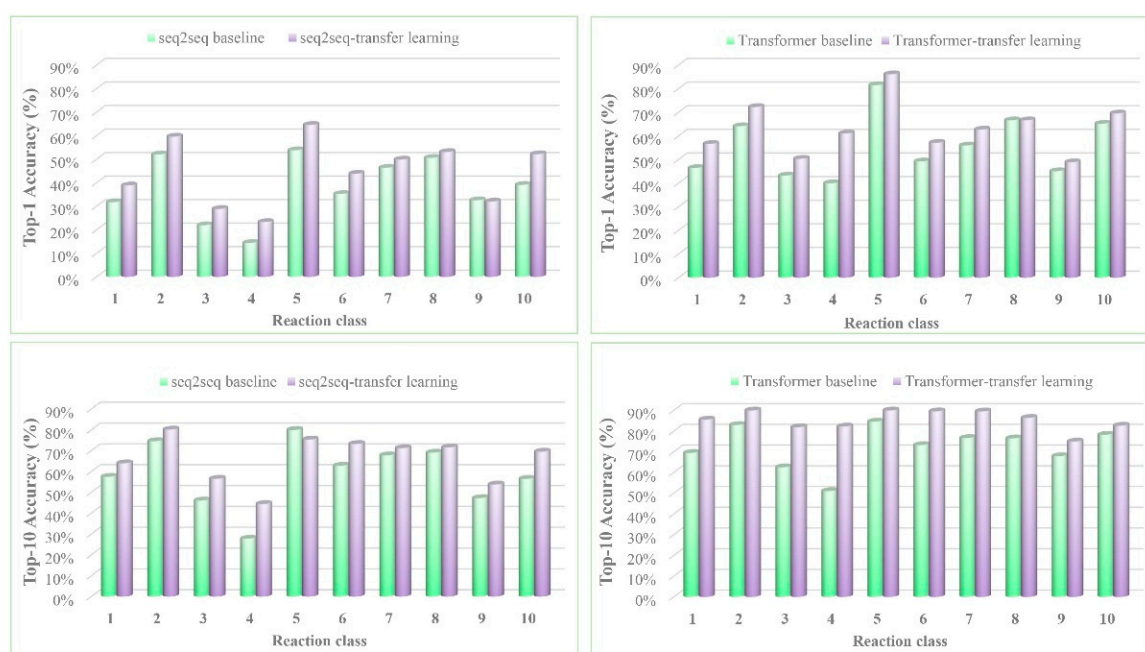 seq2seq baseline seq2seq-transfer learning
90%
80%
70%
60%
50%
40%
30%
20%
10%
0%
Top-1 Accuracy (%)
1 2 3 4 5 6 7 8 9 10
Reaction class
Transformer baseline Transformer-transfer learning
90%
80%
70%
60%
50%
40%
30%
20%
10%
0%
Top-1 Accuracy (%)
1 2 3 4 5 6 7 8 9 10
Reaction class
seq2seq baseline seq2seq-transfer learning
90%
80%
70%
60%
50%
40%
30%
20%
10%
0%
Top-10 Accuracy (%)
1 2 3 4 5 6 7 8 9 10
Reaction class
Transformer baseline Transformer-transfer learning
90%
80%
70%
60%
50%
40%
30%
20%
10%
0%
Top-10 Accuracy (%)
1 2 3 4 5 6 7 8 9 10
Reaction class